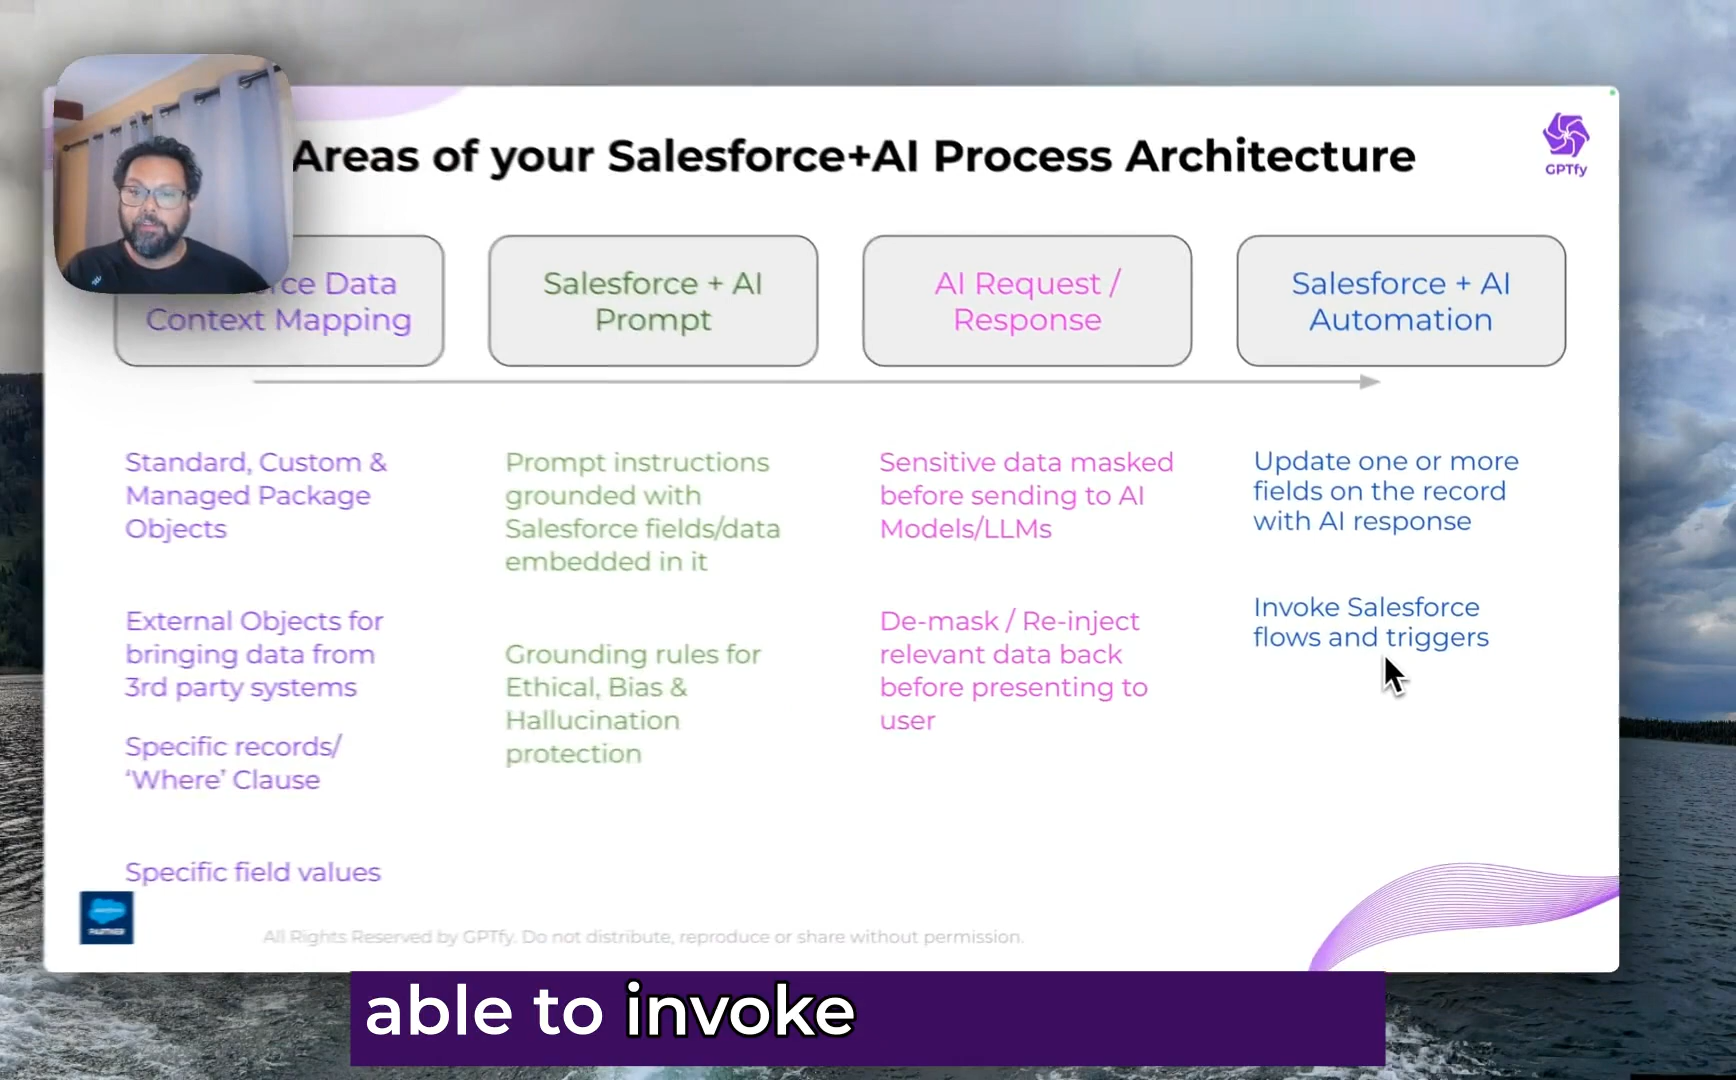 Areas of your Salesforce+AI Process Architecture
GPTfy
rce Data
Context Mapping
Salesforce + AI
Prompt
AI Request /
Response
Salesforce + AI
Automation
Standard, Custom &
Managed Package
Objects
External Objects for
bringing data from
3rd party systems
Specific records/
‘Where’ Clause
Specific field values
Prompt instructions
grounded with
Salesforce fields/data
embedded in it
Grounding rules for
Ethical, Bias &
Hallucination
protection
Sensitive data masked
before sending to AI
Models/LLMs
De-mask / Re-inject
relevant data back
before presenting to
user
Update one or more
fields on the record
with AI response
Invoke Salesforce
flows and triggers
PARTNER
All Rights Reserved by GPTfy. Do not distribute, reproduce or share without permission.
able to invoke